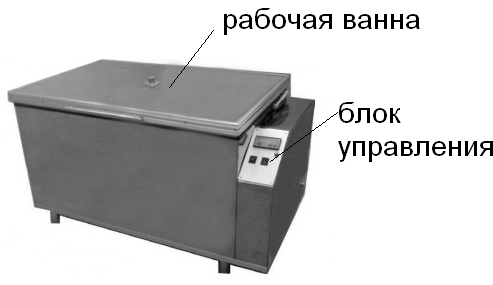 рабочая ванна
блок
управления